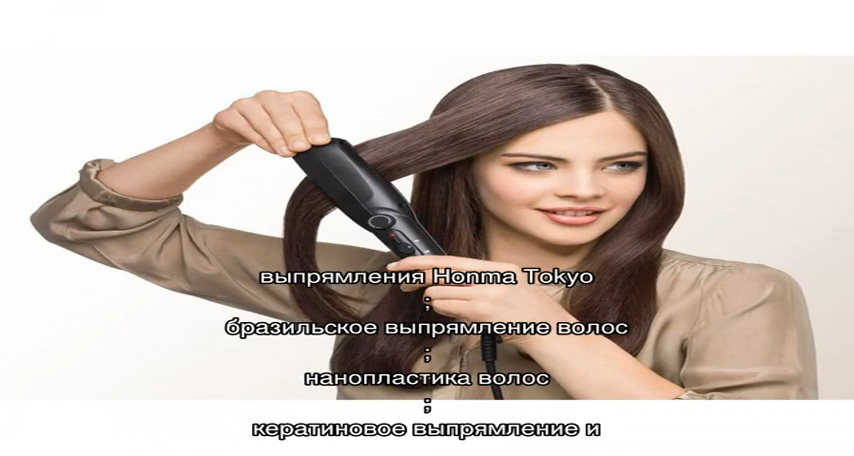 выпрямления Honma Tokyo
;
бразильское выпрямление волос
;
нанопластика волос
;
кератиновое выпрямление и